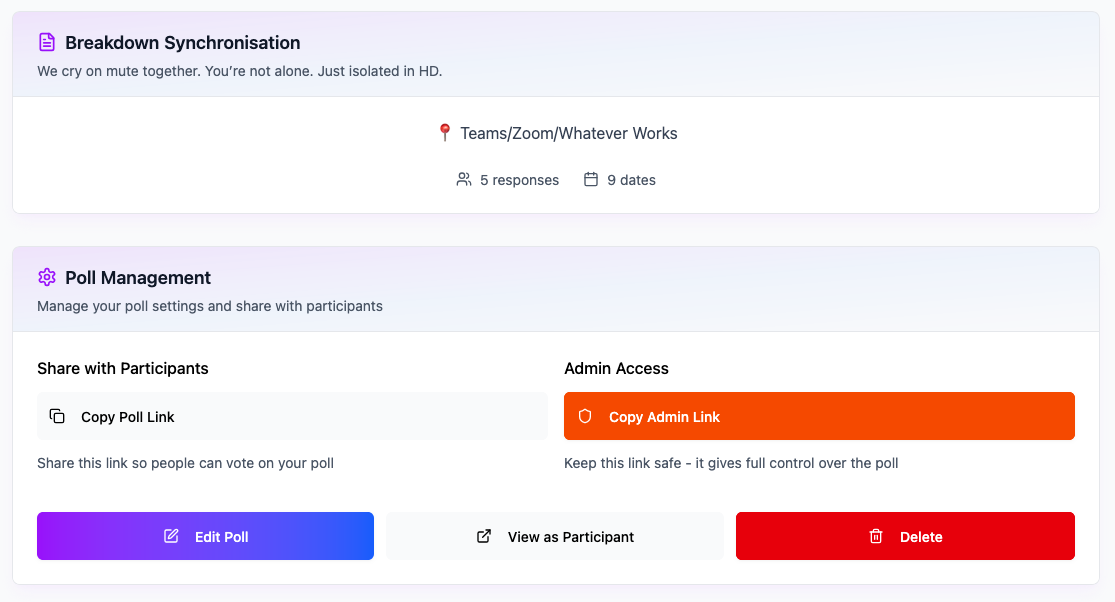 Breakdown Synchronisation
We cry on mute together. You’re not alone. Just isolated in HD.
📍 Teams/Zoom/Whatever Works
5 responses 9 dates
Poll Management
Manage your poll settings and share with participants
Share with Participants
Copy Poll Link
Share this link so people can vote on your poll
Admin Access
Copy Admin Link
Keep this link safe - it gives full control over the poll
Edit Poll
View as Participant
Delete